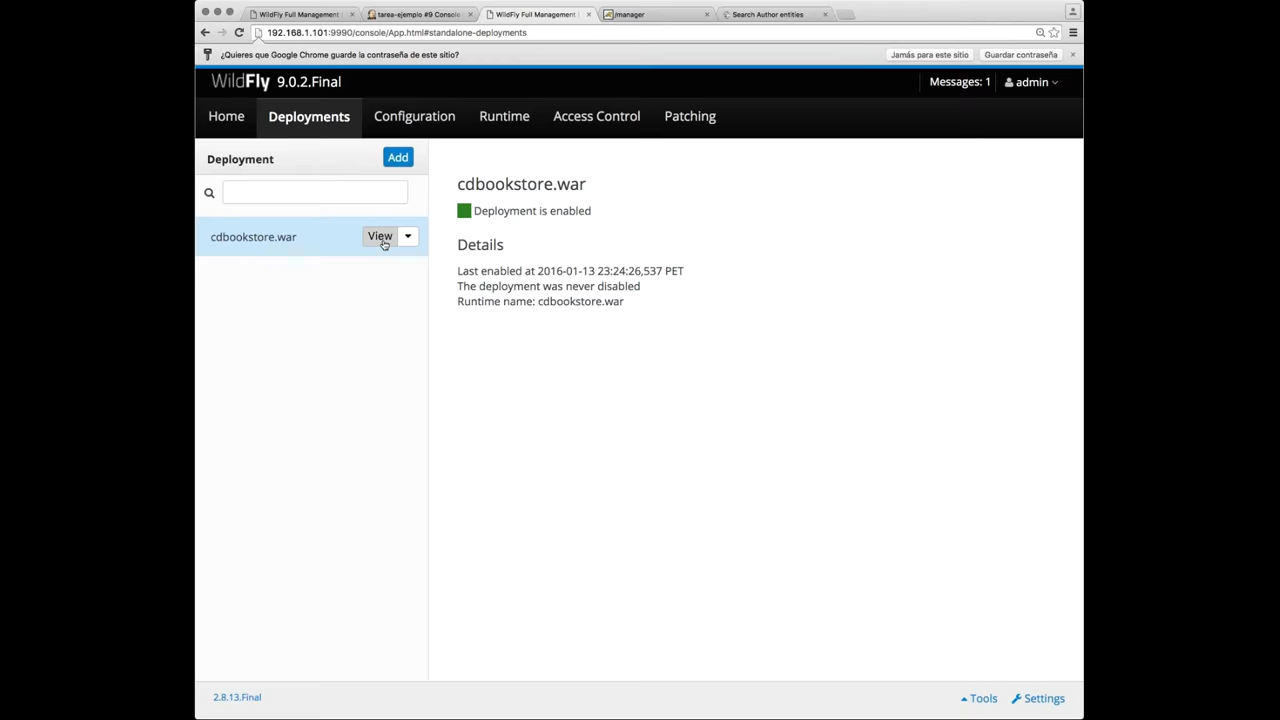 WildFly Full Management
tarea-ejemplo #9 Console
WildFly Full Management
/manager
Search Author entities
192.168.1.101:9990/console/App.html#standalone-deployments
¿Quieres que Google Chrome guarde la contraseña de este sitio?
Jamás para este sitio
Guardar contraseña
WildFly 9.0.2.Final
Messages: 1
admin
Home
Deployments
Configuration
Runtime
Access Control
Patching
Deployment
Add
cdbookstore.war
View
cdbookstore.war
Deployment is enabled
Details
Last enabled at 2016-01-13 23:24:26,537 PET
The deployment was never disabled
Runtime name: cdbookstore.war
2.8.13.Final
Tools
Settings